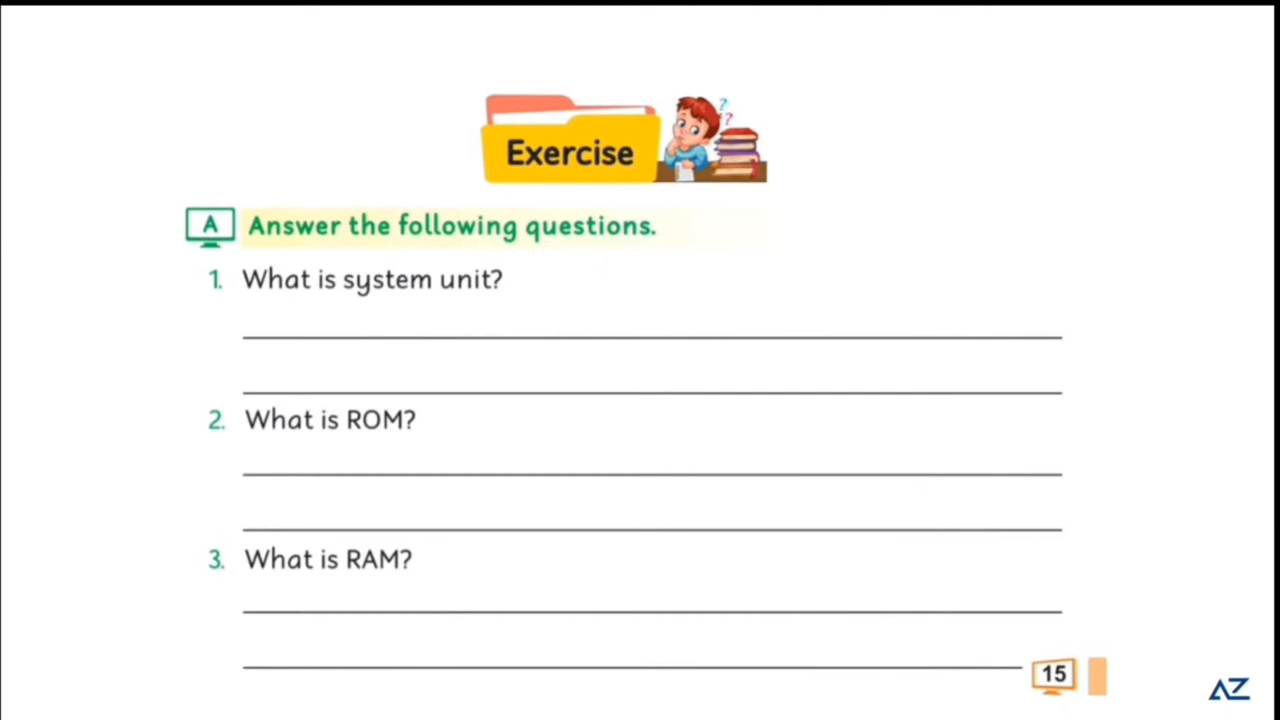 Exercise
A Answer the following questions.
1. What is system unit?
2. What is ROM?
3. What is RAM?
15
AZ